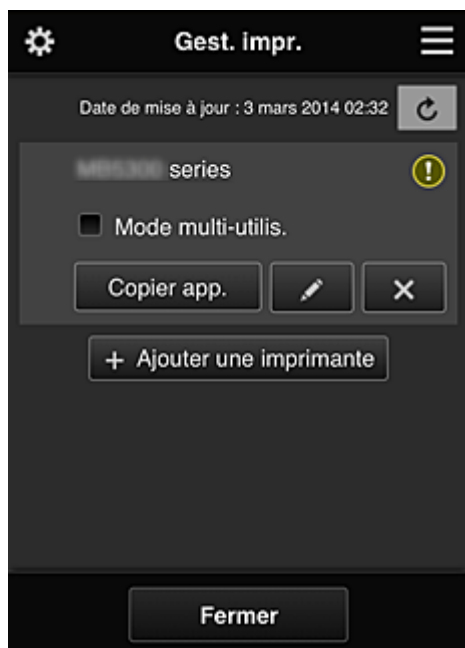 Gest. impr.
Date de mise à jour : 3 mars 2014 02:32
series
Mode multi-utilis.
Copier app.
+ Ajouter une imprimante
Fermer